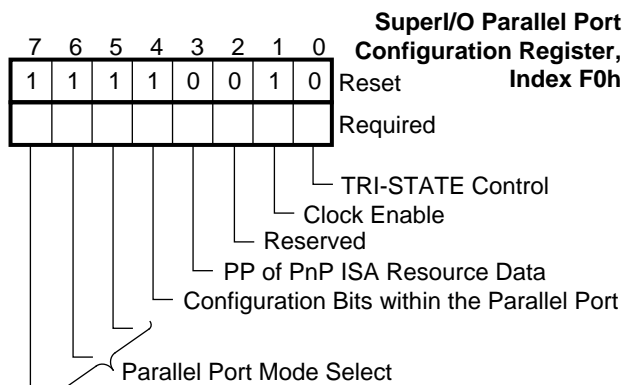 SuperI/O Parallel Port
Configuration Register,
Index F0h
7 6 5 4 3 2 1 0
1 1 1 1 0 0 1 0 Reset
Required
TRI-STATE Control
Clock Enable
Reserved
PP of PnP ISA Resource Data
Configuration Bits within the Parallel Port
Parallel Port Mode Select